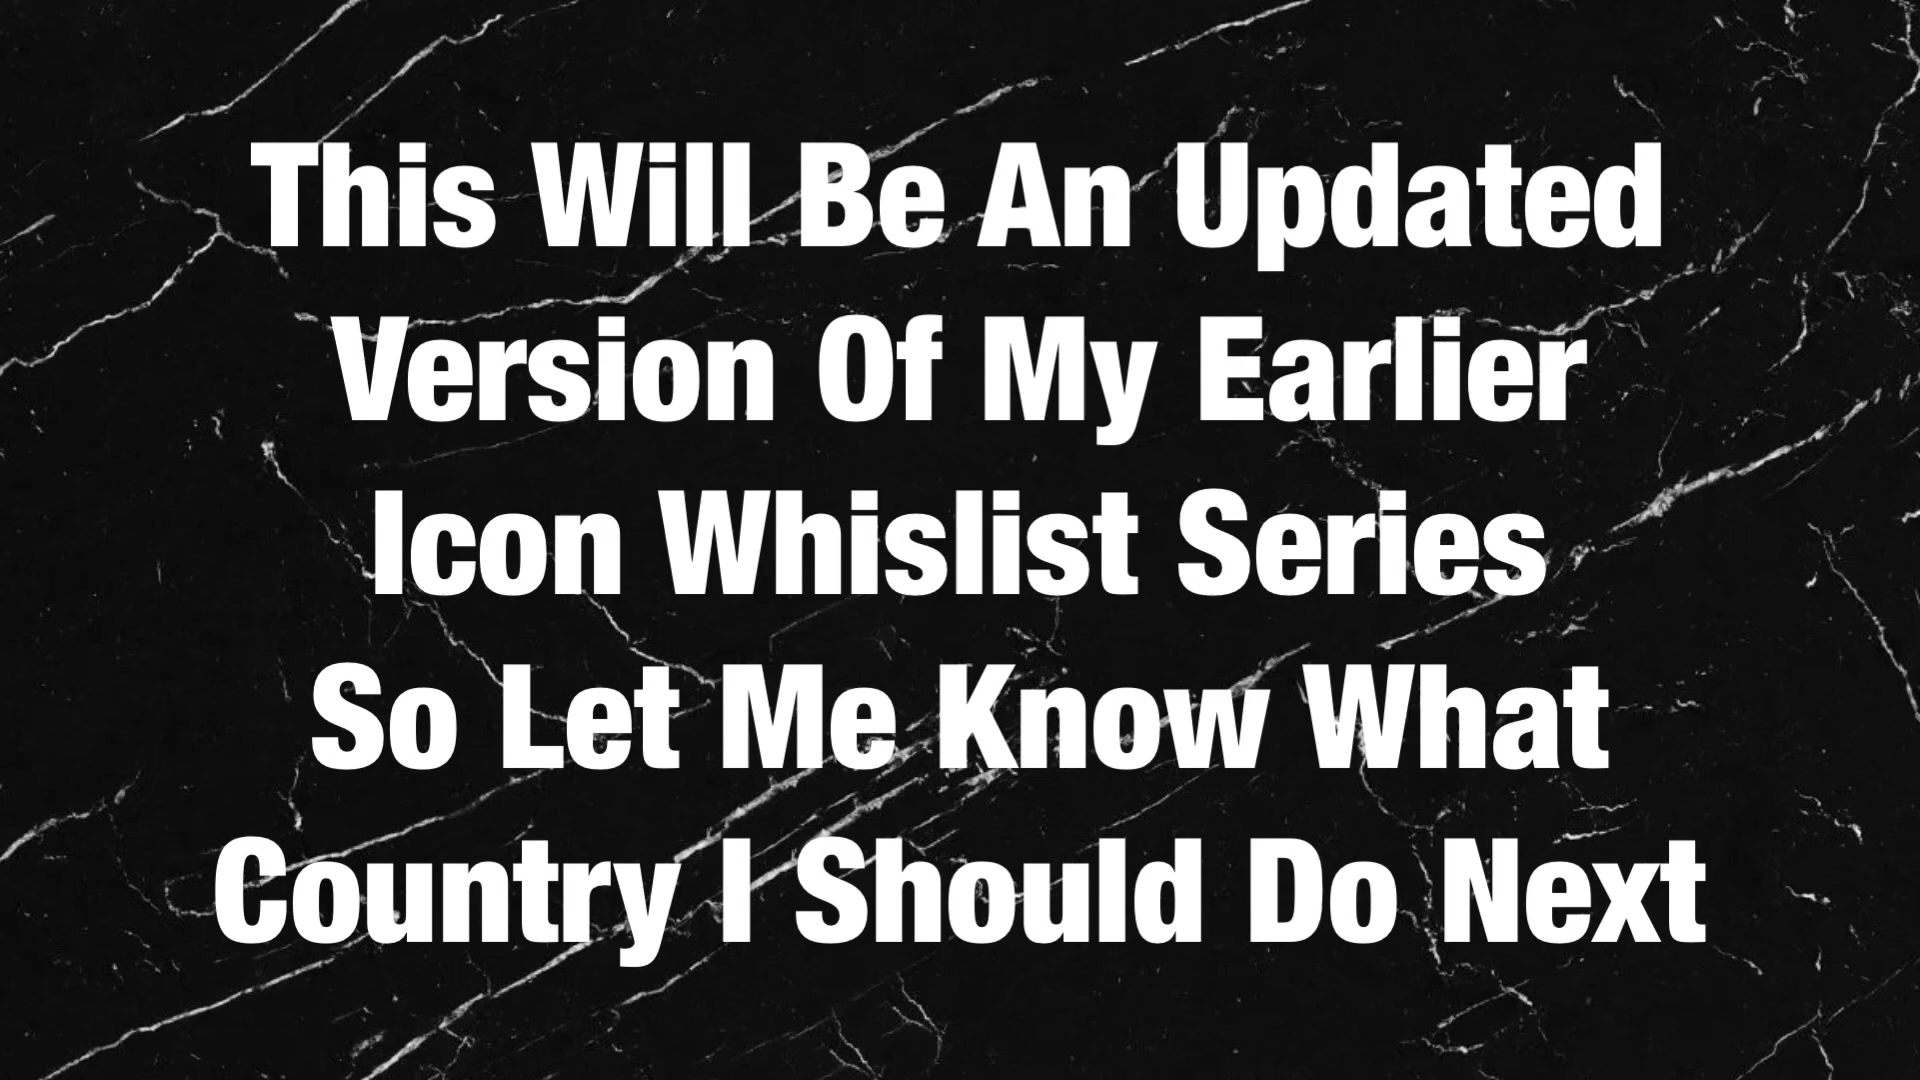 This Will Be An Updated
Version Of My Earlier
Icon Whislist Series
So Let Me Know What
Country I Should Do Next